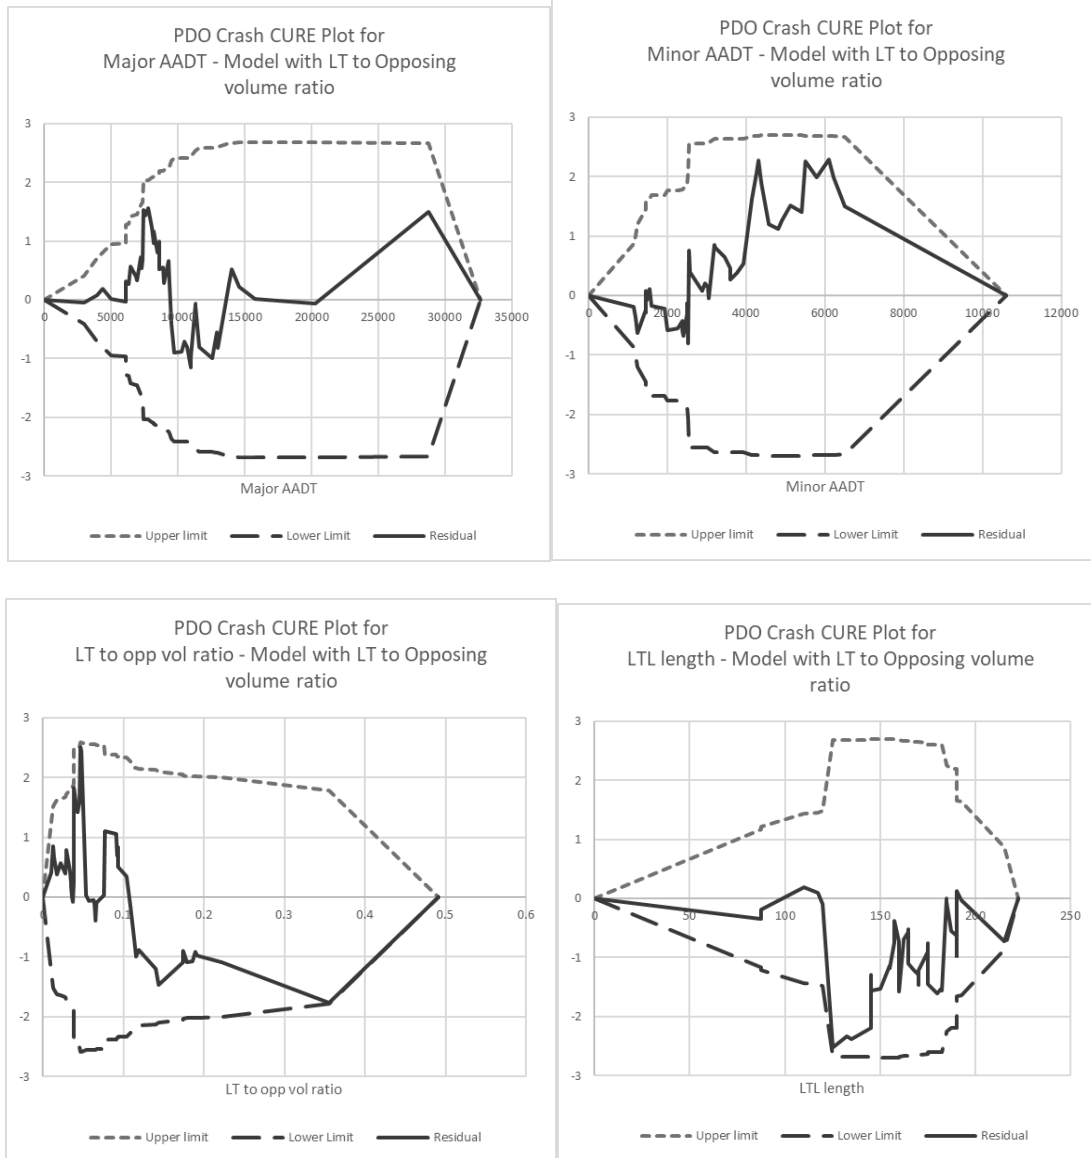 PDO Crash CURE Plot for
Major AADT - Model with LT to Opposing
volume ratio
3
2
1
0
-1
-2
-3
0
5000
10000
15000
20000
25000
30000
35000
Major AADT
Upper limit
Lower Limit
Residual
PDO Crash CURE Plot for
Minor AADT - Model with LT to Opposing
volume ratio
3
2
1
0
-1
-2
-3
0
2000
4000
6000
8000
10000
12000
Minor AADT
Upper limit
Lower Limit
Residual
PDO Crash CURE Plot for
LT to opp vol ratio - Model with LT to Opposing
volume ratio
3
2
1
0
-1
-2
-3
0
0.1
0.2
0.3
0.4
0.5
0.6
LT to opp vol ratio
Upper limit
Lower Limit
Residual
PDO Crash CURE Plot for
LTL length - Model with LT to Opposing volume
ratio
3
2
1
0
-1
-2
-3
0
50
100
150
200
250
LTL length
Upper limit
Lower Limit
Residual